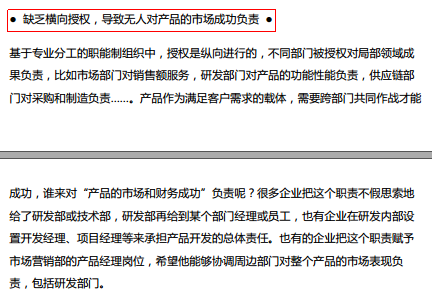 ● 缺乏横向授权，导致无人对产品的市场成功负责 ●
基于专业分工的职能制组织中，授权是纵向进行的，不同部门被授权对局部领域成
果负责，比如市场部门对销售额服务，研发部门对产品的功能性能负责，供应链部
门对采购和制造负责……。产品作为满足客户需求的载体，需要跨部门共同作战才能
成功，谁来对“产品的市场和财务成功”负责呢？很多企业把这个职责不假思索地
给了研发部或技术部，研发部再给到某个部门经理或员工，也有企业在研发内部设
置开发经理、项目经理等来承担产品开发的总体责任。也有的企业把这个职责赋予
市场营销部的产品经理岗位，希望他能够协调周边部门对整个产品的市场表现负
责，包括研发部门。